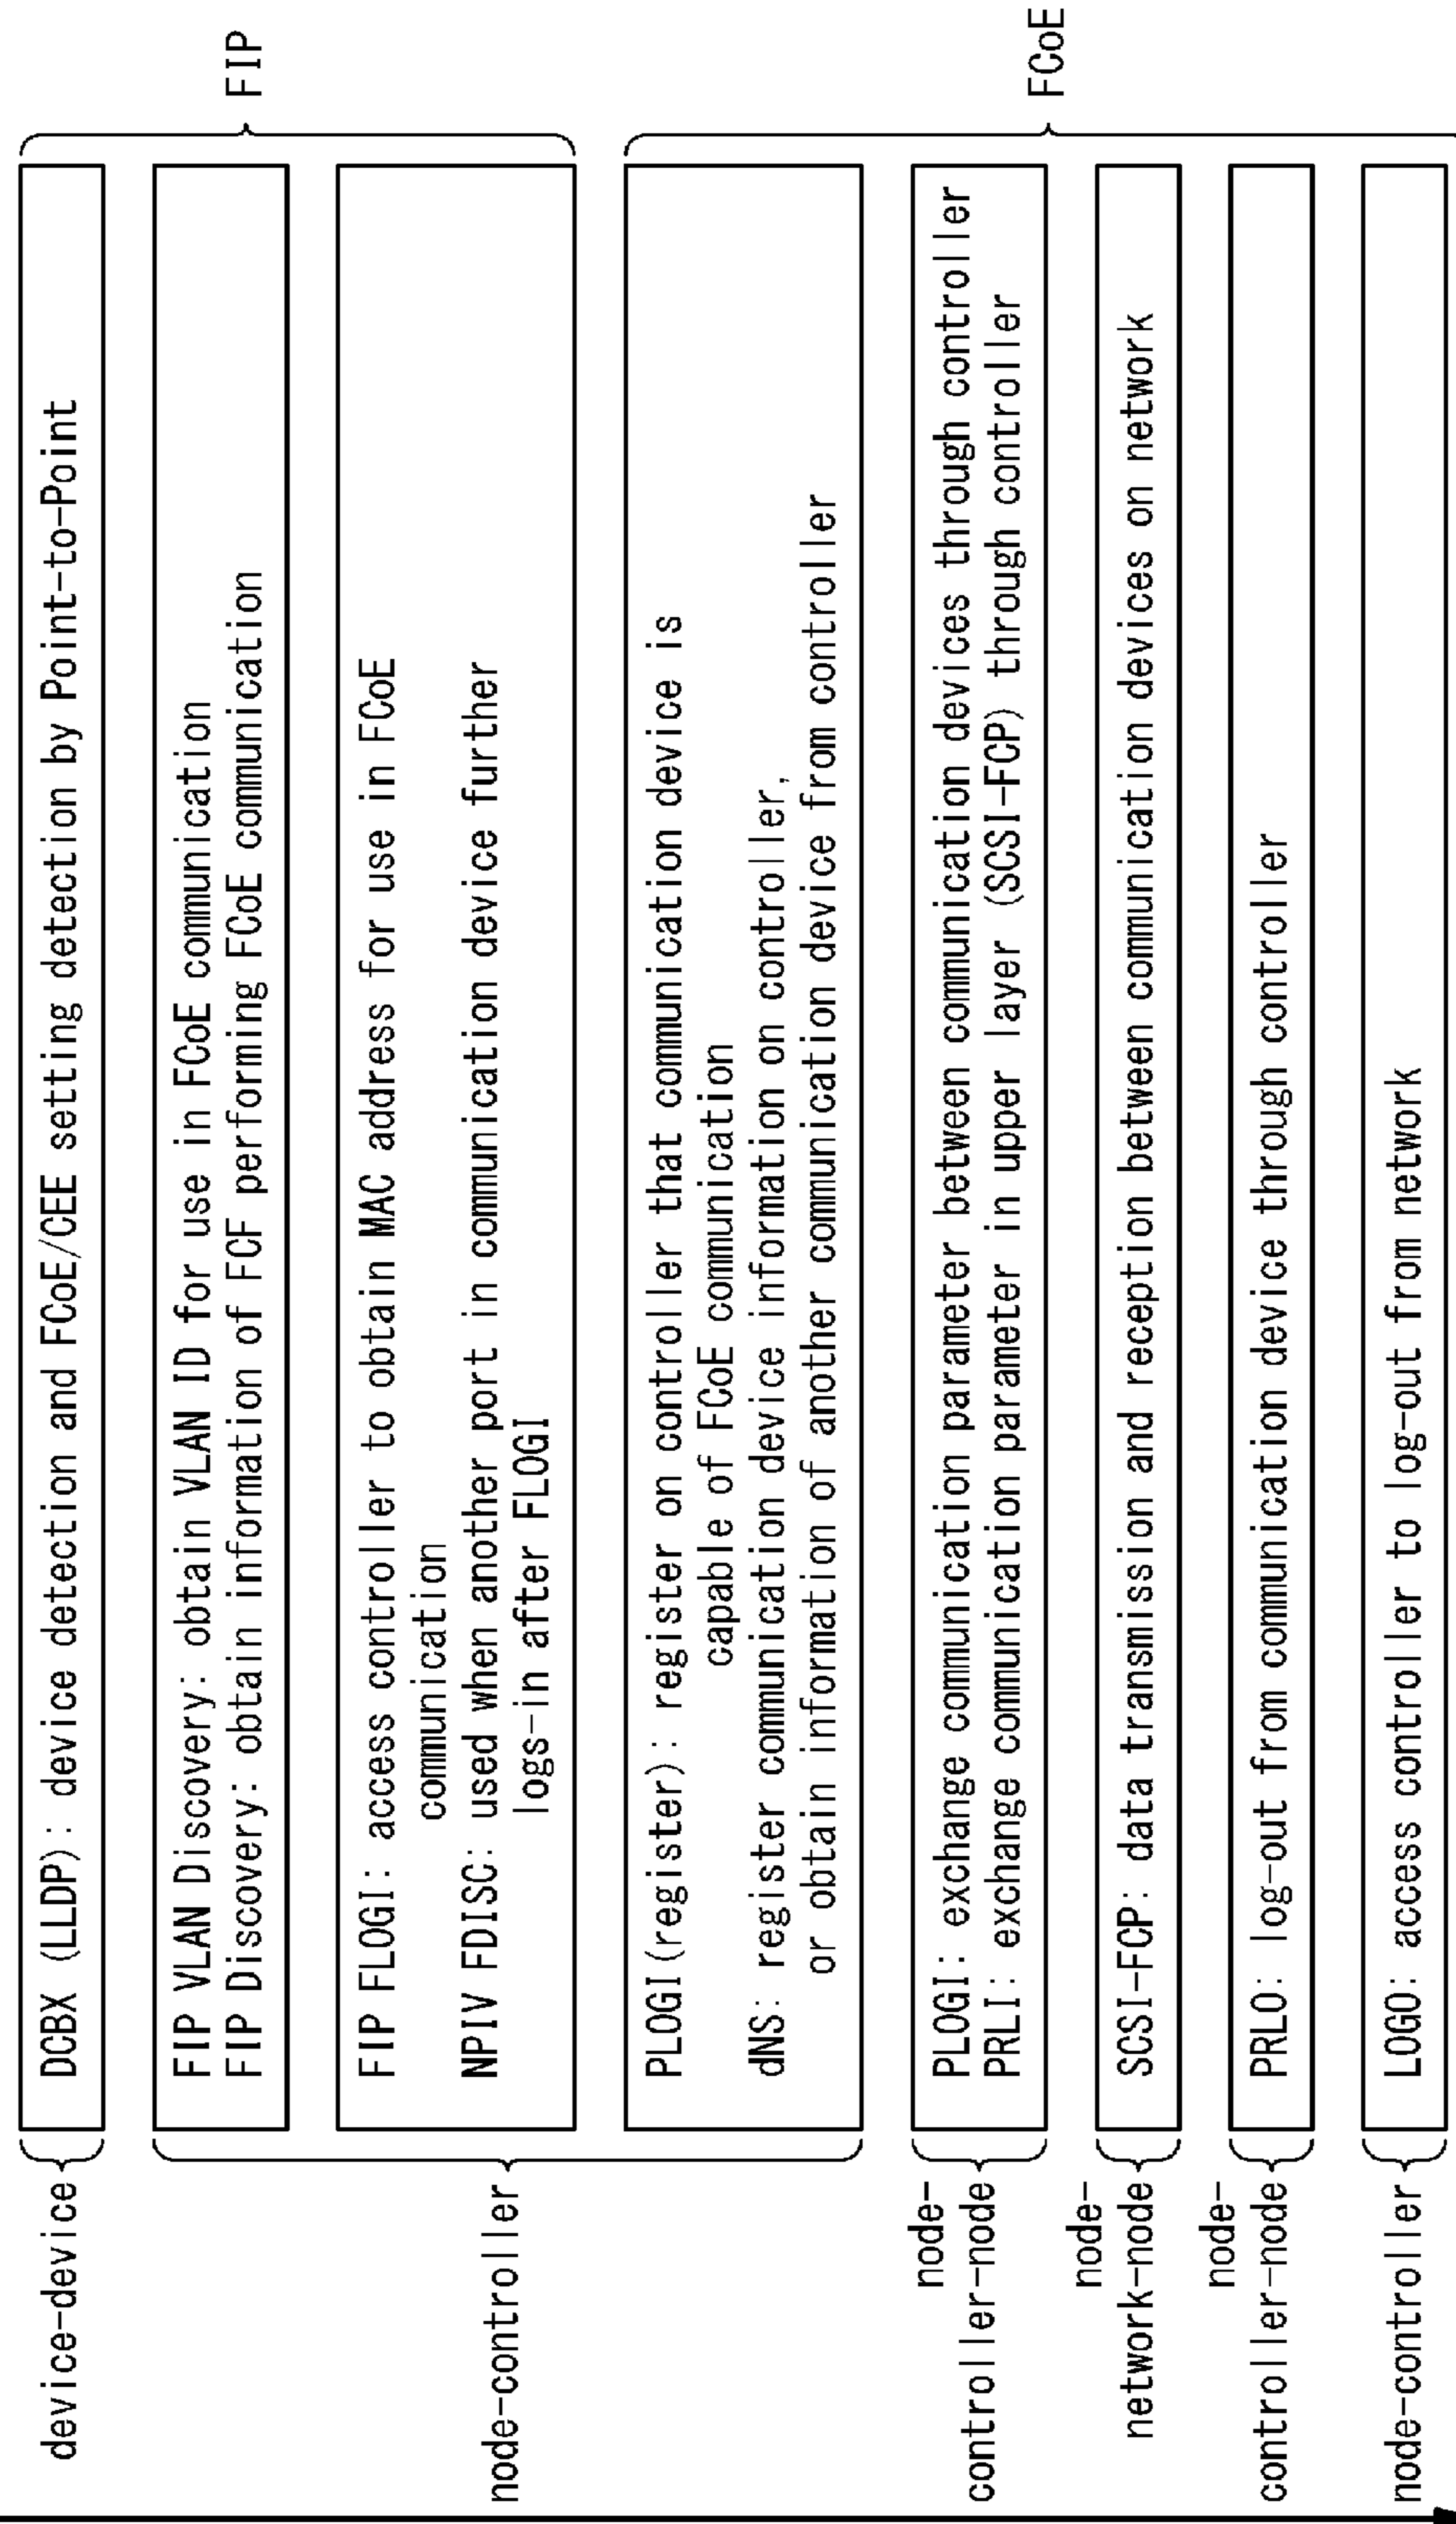 device-device
DCBX (LLDP): device detection and FCoE/CEE setting detection by Point-to-Point
FIP VLAN Discovery: obtain VLAN ID for use in FCoE communication
FIP Discovery: obtain information of FCF performing FCoE communication
FIP
node-controller
FIP FLOGI: access controller to obtain MAC address for use in FCoE
communication
NPIV FDISC: used when another port in communication device further
logs-in after FLOGI
PLOGI(register): register on controller that communication device is
capable of FCoE communication
dNS: register communication device information on controller,
or obtain information of another communication device from controller
node-
controller-node
PLOGI: exchange communication parameter between communication devices through controller
PRLI: exchange communication parameter in upper layer (SCSI-FCP) through controller
FCoE
node-
network-node
SCSI-FCP: data transmission and reception between communication devices on network
node-
controller-node
PRLO: log-out from communication device through controller
node-controller
LOGO: access controller to log-out from network